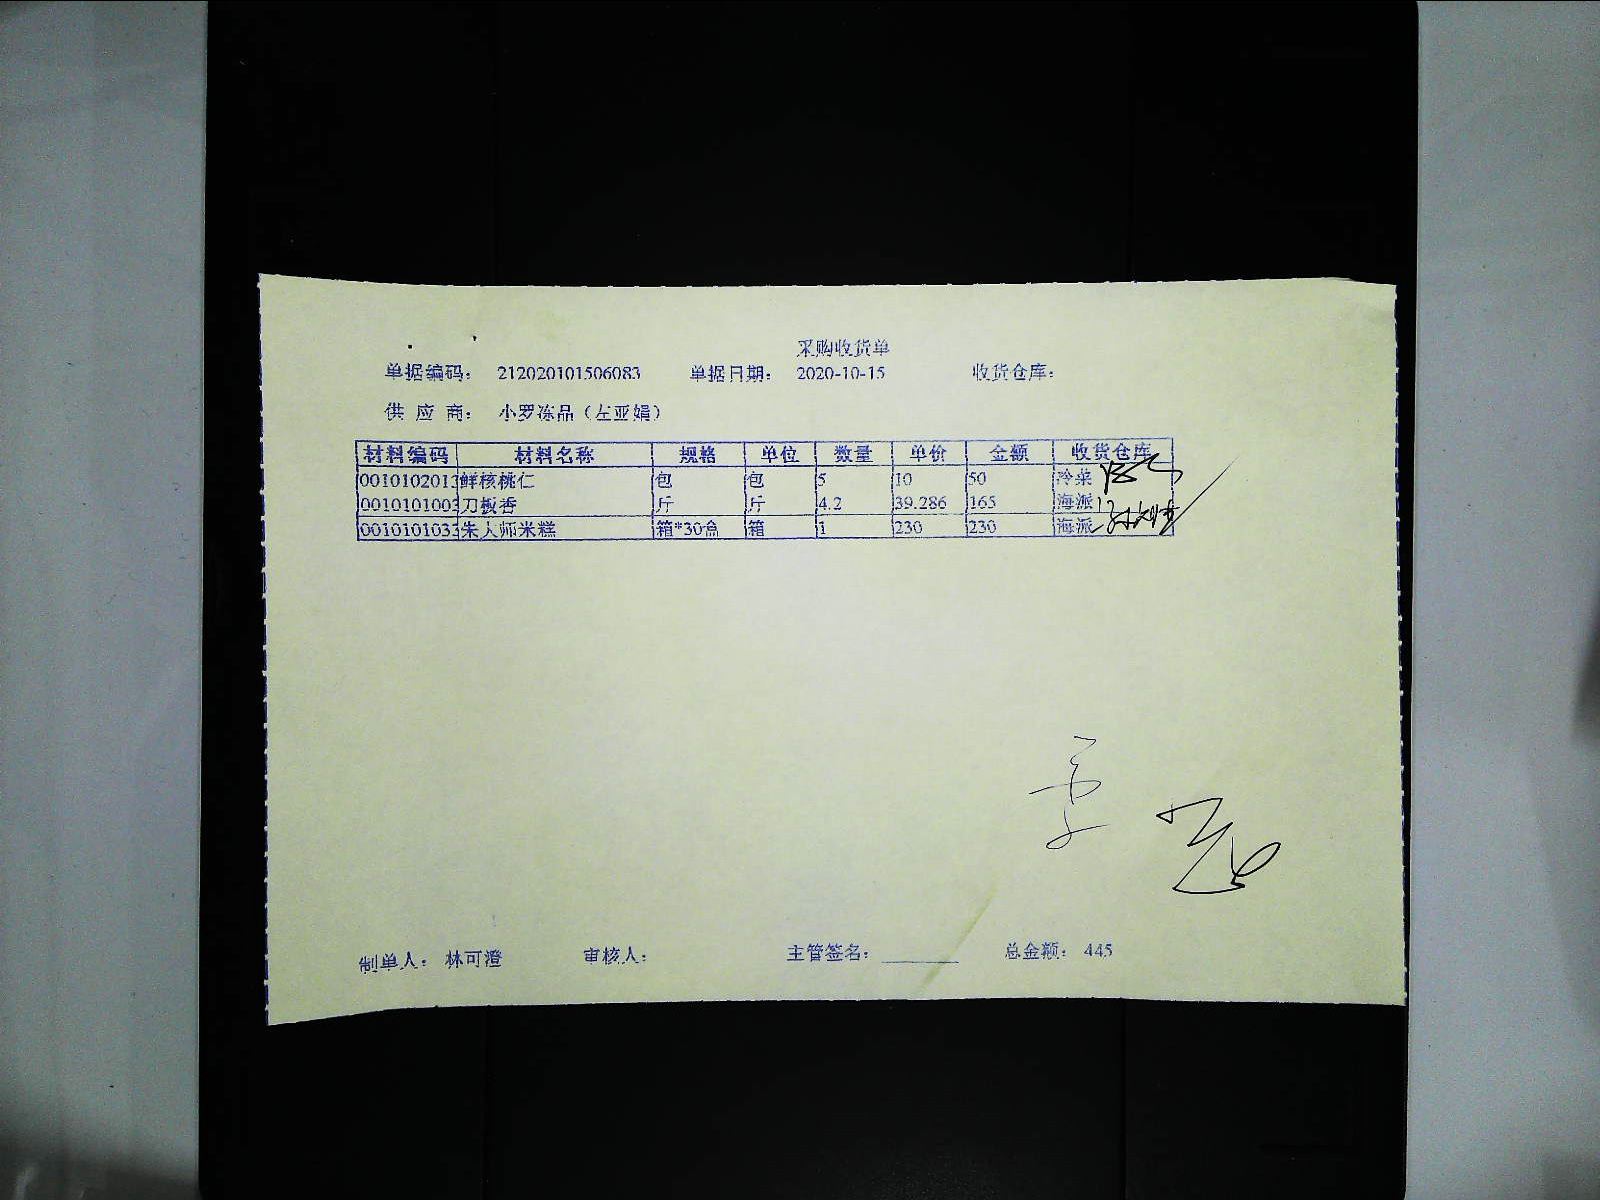 采购收货单
单据编码： 212020101506083 单据日期： 2020-10-15 收货仓库：
供 应 商： 小罗冻品（左亚娟）
材料编码 材料名称 规格 单位 数量 单价 金额 收货仓库
0010102013 鲜核桃仁 包 包 5 10 50 冷菜
0010101003 刀板香 斤 斤 4.2 39.286 165 海派
0010101033 朱大师米糕 箱*30盒 箱 1 230 230 海派
制单人： 林可澄 审核人： 主管签名： 总金额： 445